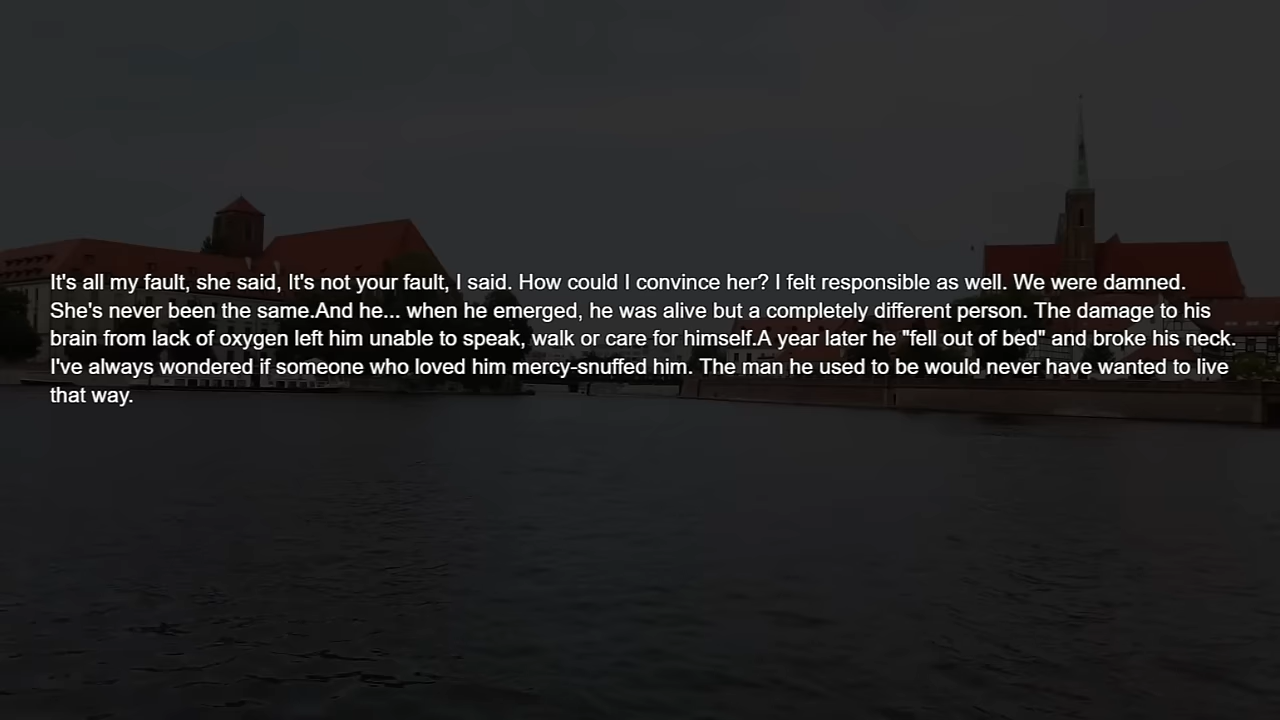 It's all my fault, she said, It's not your fault, I said. How could I convince her? I felt responsible as well. We were damned.
She's never been the same.And he... when he emerged, he was alive but a completely different person. The damage to his
brain from lack of oxygen left him unable to speak, walk or care for himself.A year later he "fell out of bed" and broke his neck.
I've always wondered if someone who loved him mercy-snuffed him. The man he used to be would never have wanted to live
that way.